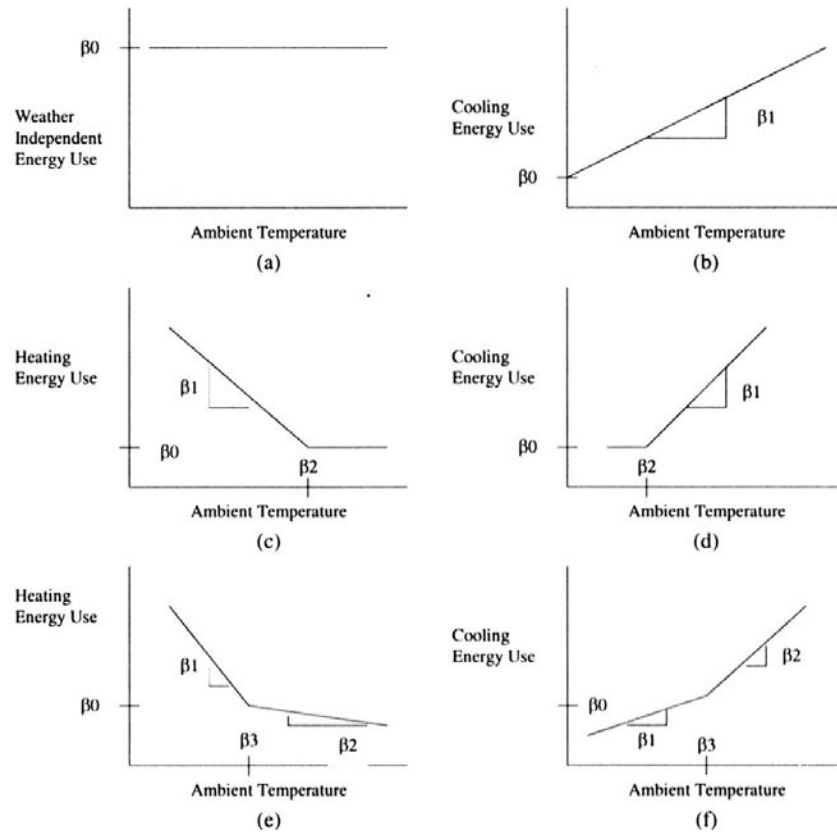 β0
Weather
Independent
Energy Use
Ambient Temperature
(a)
Cooling
Energy Use
β1
β0
Ambient Temperature
(b)
Heating
Energy Use
β1
β0
β2
Ambient Temperature
(c)
Cooling
Energy Use
β1
β0
β2
Ambient Temperature
(d)
Heating
Energy Use
β1
β0
β3
β2
Ambient Temperature
(e)
Cooling
Energy Use
β2
β0
β1
β3
Ambient Temperature
(f)